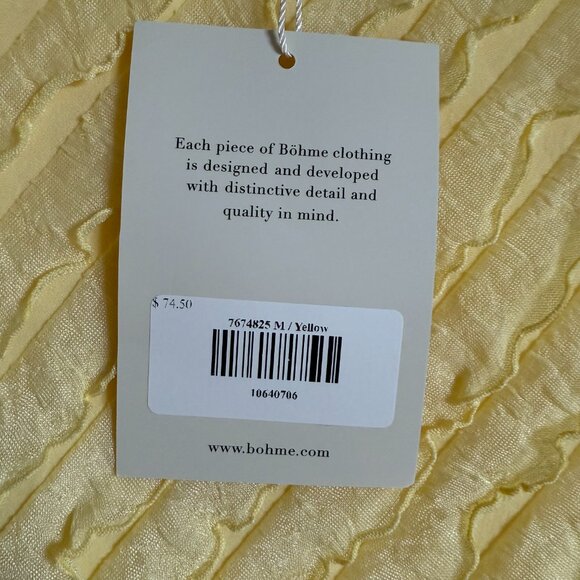 Each piece of Böhme clothing
is designed and developed
with distinctive detail and
quality in mind.
$ 74.50
7674825 M / Yellow
10640706
www.bohme.com